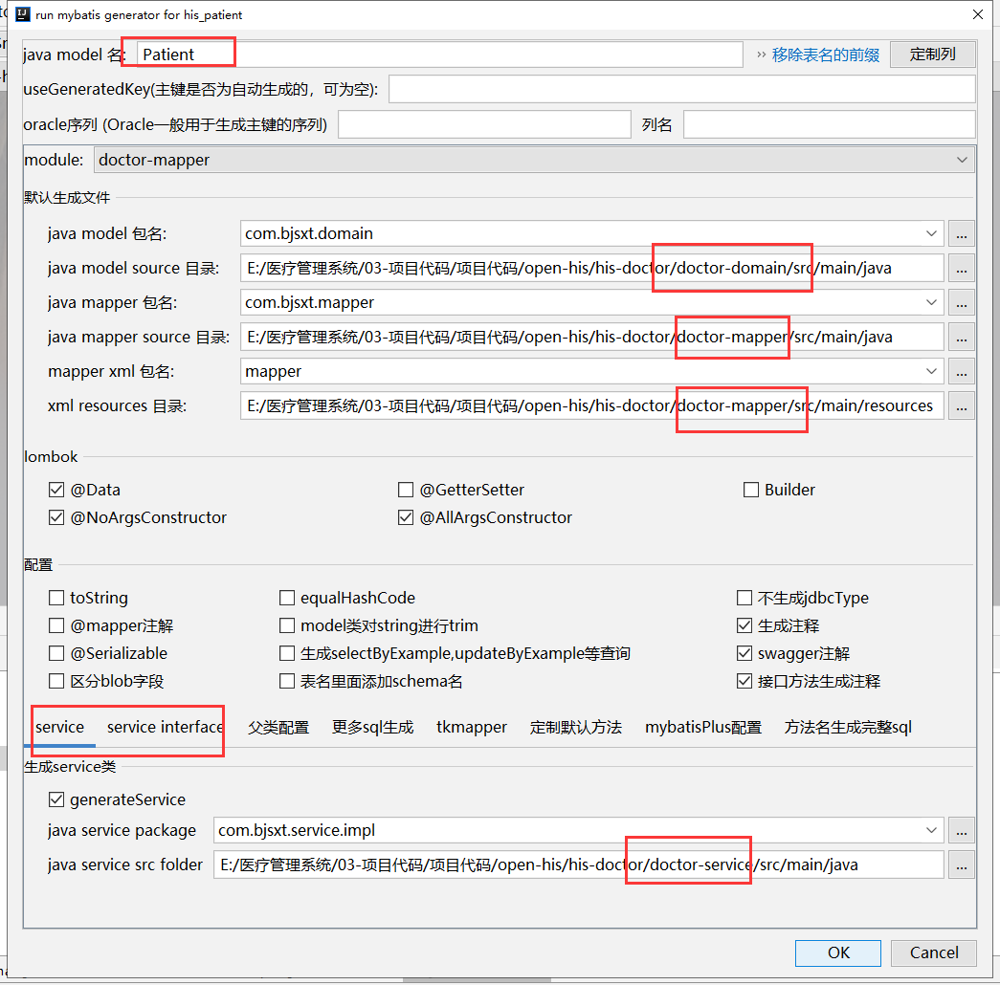 run mybatis generator for his_patient
java model 名: Patient >> 移除表名的前缀 定制列
useGeneratedKey(主键是否为自动生成的，可为空):
oracle序列 (Oracle一般用于生成主键的序列) 列名
module: doctor-mapper
默认生成文件
java model 包名: com.bjsxt.domain ...
java model source 目录: E:/医疗管理系统/03-项目代码/项目代码/open-his/his-doctor/doctor-domain/src/main/java ...
java mapper 包名: com.bjsxt.mapper ...
java mapper source 目录: E:/医疗管理系统/03-项目代码/项目代码/open-his/his-doctor/doctor-mapper/src/main/java ...
mapper xml 包名: mapper ...
xml resources 目录: E:/医疗管理系统/03-项目代码/项目代码/open-his/his-doctor/doctor-mapper/src/main/resources ...
lombok
@Data @GetterSetter Builder
@NoArgsConstructor @AllArgsConstructor
配置
toString equalHashCode 不生成jdbcType
@mapper注解 model类对string进行trim 生成注释
@Serializable 生成selectByExample,updateByExample等查询 swagger注解
区分blob字段 表名里面添加schema名 接口方法生成注释
service service interface 父类配置 更多sql生成 tkmapper 定制默认方法 mybatisPlus配置 方法名生成完整sql
生成service类
generateService
java service package com.bjsxt.service.impl ...
java service src folder E:/医疗管理系统/03-项目代码/项目代码/open-his/his-doctor/doctor-service/src/main/java ...
OK Cancel